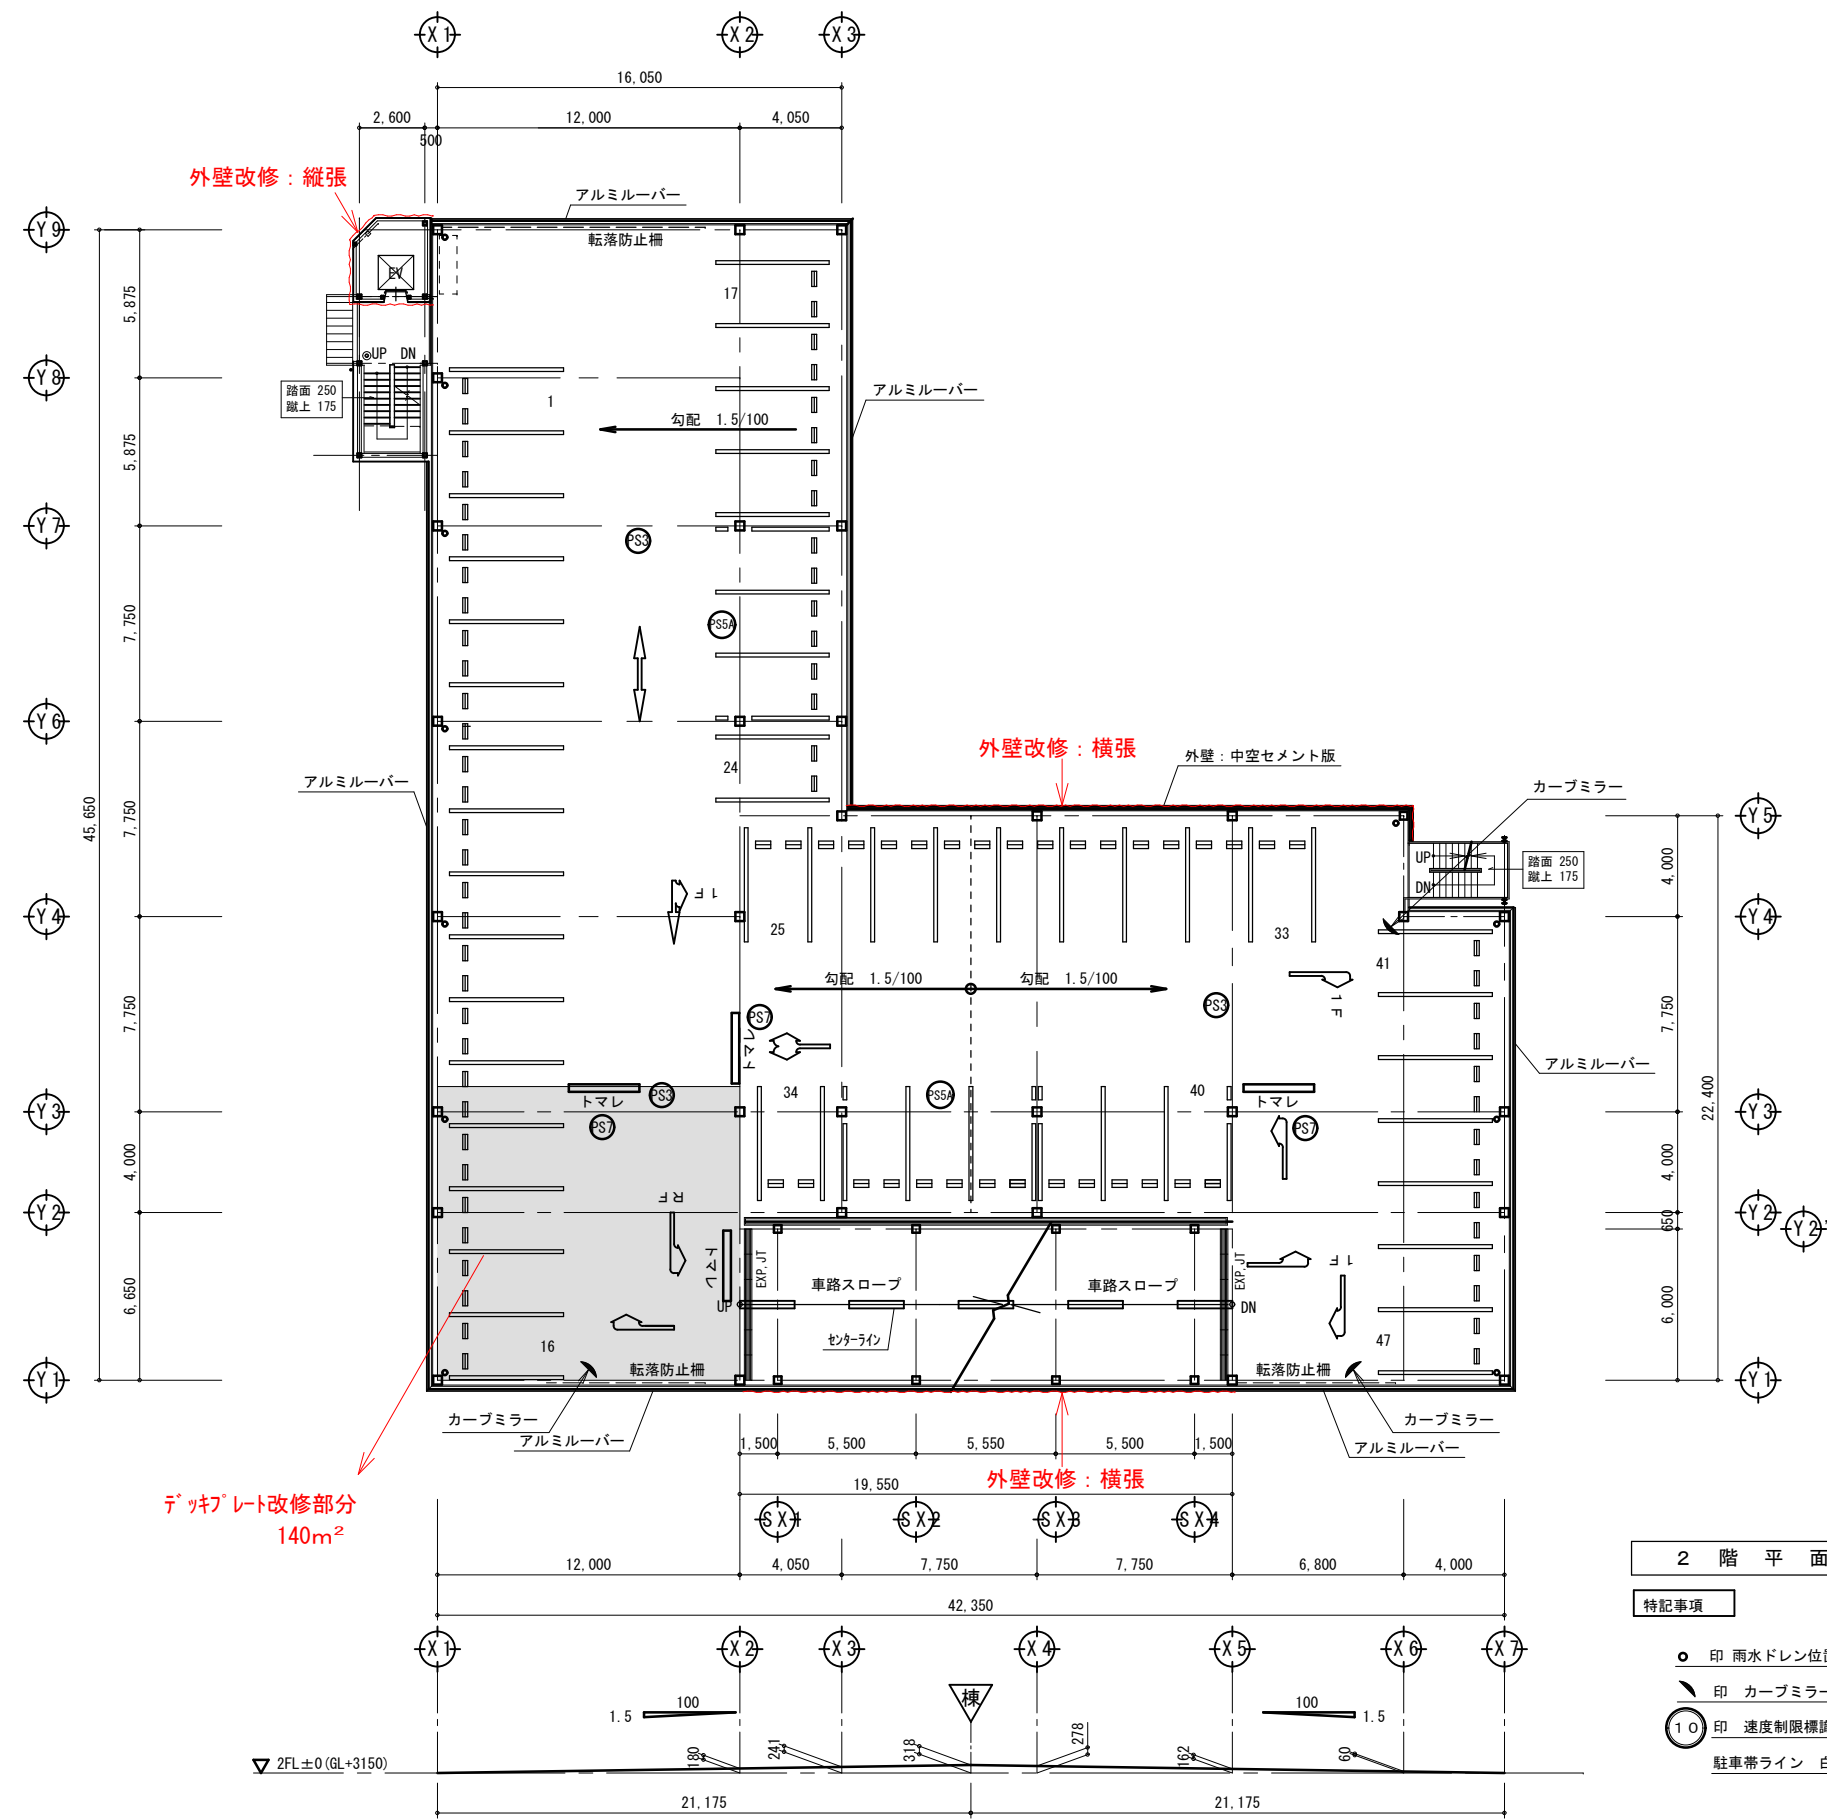 X1
X2
X3
16,050
2,600
500
12,000
4,050
外壁改修：縦張
アルミルーバー
Y9
転落防止柵
EV
17
5,875
UP DN
Y8
踏面 250
蹴上 175
1
アルミルーバー
勾配 1.5/100
5,875
Y7
PS3
7,750
PS5A
Y6
外壁改修：横張
外壁：中空セメント版
24
アルミルーバー
カーブミラー
45,650
7,750
Y5
UP
DN
踏面 250
蹴上 175
4,000
1F
Y4
25
33
41
Y4
勾配 1.5/100
勾配 1.5/100
7,750
PS7
トマレ
PS3
1F
7,750
22,400
アルミルーバー
トマレ
PS3
34
PS5A
40
トマレ
Y3
PS7
PS7
Y3
4,000
4,000
RF
Y2
650
Y2
Y2'
トマレ
EXP.JT
車路スロープ
車路スロープ
EXP.JT
1F
6,650
UP
DN
6,000
センターライン
16
47
転落防止柵
転落防止柵
Y1
Y1
カーブミラー
アルミルーバー
カーブミラー
アルミルーバー
1,500
5,500
5,550
5,500
1,500
外壁改修：横張
19,550
デッキプレート改修部分
140m²
SX1
SX2
SX3
SX4
12,000
4,050
7,750
7,750
6,800
4,000
2 階 平 面
42,350
特記事項
X1
X2
X3
X4
X5
X6
X7
印 雨水ドレン位置
棟
100
1.5
100
1.5
印 カーブミラー
10 印 速度制限標識
2FL±0(GL+3150)
180
241
318
278
162
60
駐車帯ライン 白
21,175
21,175